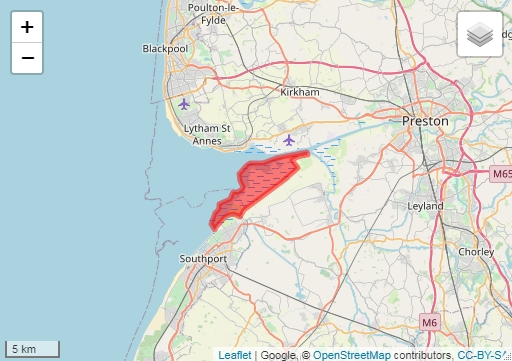 Poulton-le-
Fylde
+
−
Blackpool
Kirkham
Preston
Lytham St
Annes
M65
Leyland
Chorley
Southport
M6
5 km
Leaflet | Google, © OpenStreetMap contributors, CC-BY-S